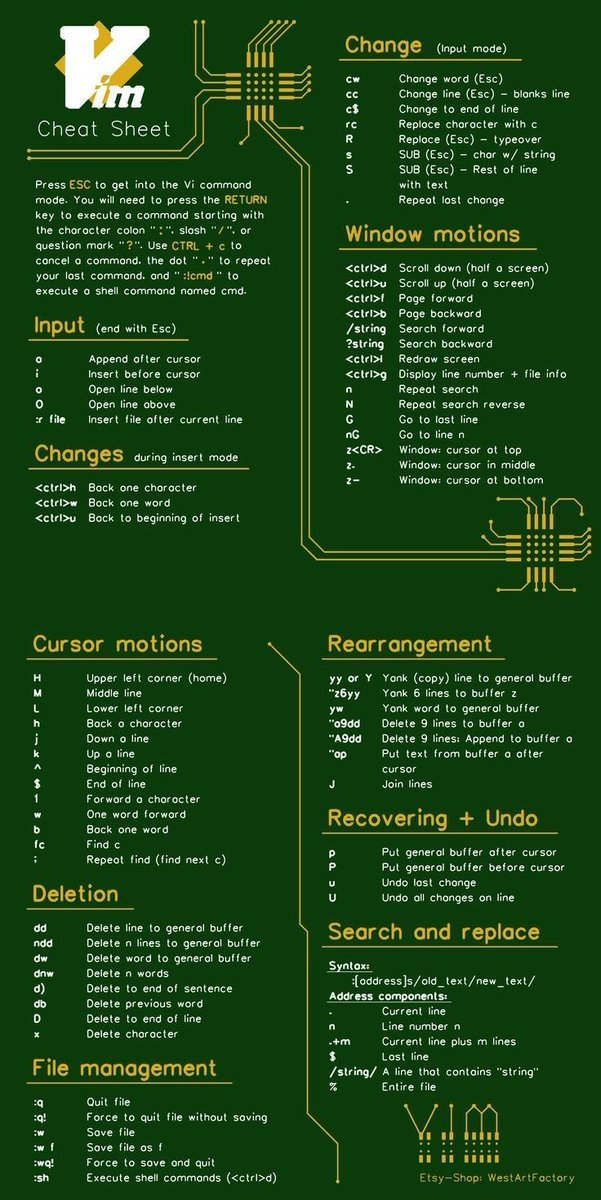 Vim
Cheat Sheet
Press ESC to get into the Vi command
mode. You will need to press the RETURN
key to execute a command starting with
the character colon ":", slash "/", or
question mark "?". Use CTRL + c to
cancel a command, the dot "." to repeat
your last command, and ":!cmd" to
execute a shell command named cmd.
Input (end with Esc)
a Append after cursor
i Insert before cursor
o Open line below
O Open line above
:r file Insert file after current line
Changes during insert mode
<ctrl>h Back one character
<ctrl>w Back one word
<ctrl>u Back to beginning of insert
Change (Input mode)
cw Change word (Esc)
cc Change line (Esc) - blanks line
c$ Change to end of line
rc Replace character with c
R Replace (Esc) - typeover
s SUB (Esc) - char w/ string
S SUB (Esc) - Rest of line
with text
. Repeat last change
Window motions
<ctrl>d Scroll down (half a screen)
<ctrl>u Scroll up (half a screen)
<ctrl>f Page forward
<ctrl>b Page backward
/string Search forward
?string Search backward
<ctrl>l Redraw screen
<ctrl>g Display line number + file info
n Repeat search
N Repeat search reverse
G Go to last line
nG Go to line n
z<CR> Window: cursor at top
z. Window: cursor in middle
z- Window: cursor at bottom
Cursor motions
H Upper left corner (home)
M Middle line
L Lower left corner
h Back a character
j Down a line
k Up a line
^ Beginning of line
$ End of line
l Forward a character
w One word forward
b Back one word
fc Find c
; Repeat find (find next c)
Deletion
dd Delete line to general buffer
ndd Delete n lines to general buffer
dw Delete word to general buffer
dnw Delete n words
d) Delete to end of sentence
db Delete previous word
D Delete to end of line
x Delete character
File management
:q Quit file
:q! Force to quit file without saving
:w Save file
:w f Save file as f
:wq! Force to save and quit
:sh Execute shell commands (<ctrl>d)
Rearrangement
yy or Y Yank (copy) line to general buffer
"z6yy Yank 6 lines to buffer z
yw Yank word to general buffer
"a9dd Delete 9 lines to buffer a
"A9dd Delete 9 lines; Append to buffer a
"ap Put text from buffer a after
cursor
J Join lines
Recovering + Undo
p Put general buffer after cursor
P Put general buffer before cursor
u Undo last change
U Undo all changes on line
Search and replace
Syntax:
:[address]s/old_text/new_text/
Address components:
. Current line
n Line number n
.+m Current line plus m lines
$ Last line
/string/ A line that contains "string"
% Entire file
VIM
Etsy-Shop: WestArtFactory